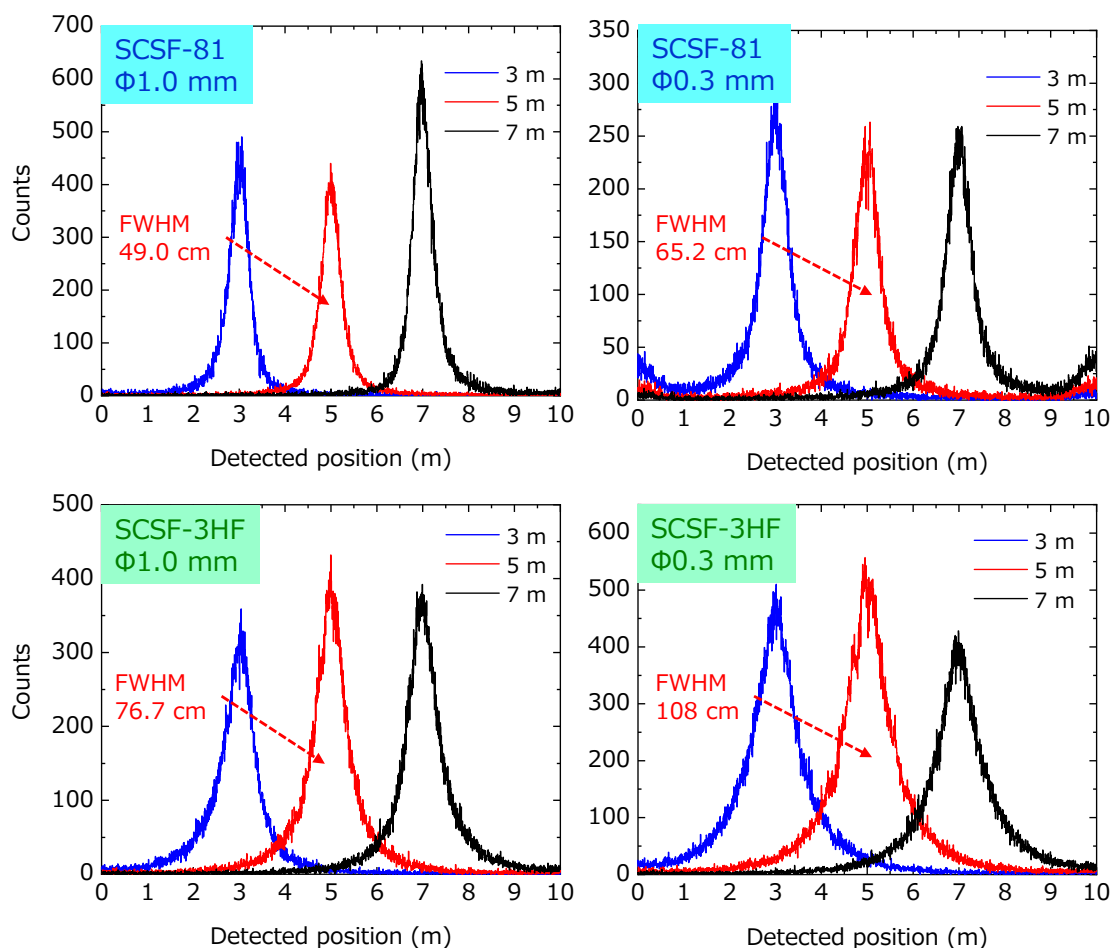 SCSF-81
Φ1.0 mm
3 m
5 m
7 m
FWHM
49.0 cm
Counts
700
600
500
400
300
200
100
0
0 1 2 3 4 5 6 7 8 9 10
Detected position (m)
SCSF-81
Φ0.3 mm
3 m
5 m
7 m
FWHM
65.2 cm
350
300
250
200
150
100
50
0
0 1 2 3 4 5 6 7 8 9 10
Detected position (m)
SCSF-3HF
Φ1.0 mm
3 m
5 m
7 m
FWHM
76.7 cm
Counts
500
400
300
200
100
0
0 1 2 3 4 5 6 7 8 9 10
Detected position (m)
SCSF-3HF
Φ0.3 mm
3 m
5 m
7 m
FWHM
108 cm
600
500
400
300
200
100
0
0 1 2 3 4 5 6 7 8 9 10
Detected position (m)